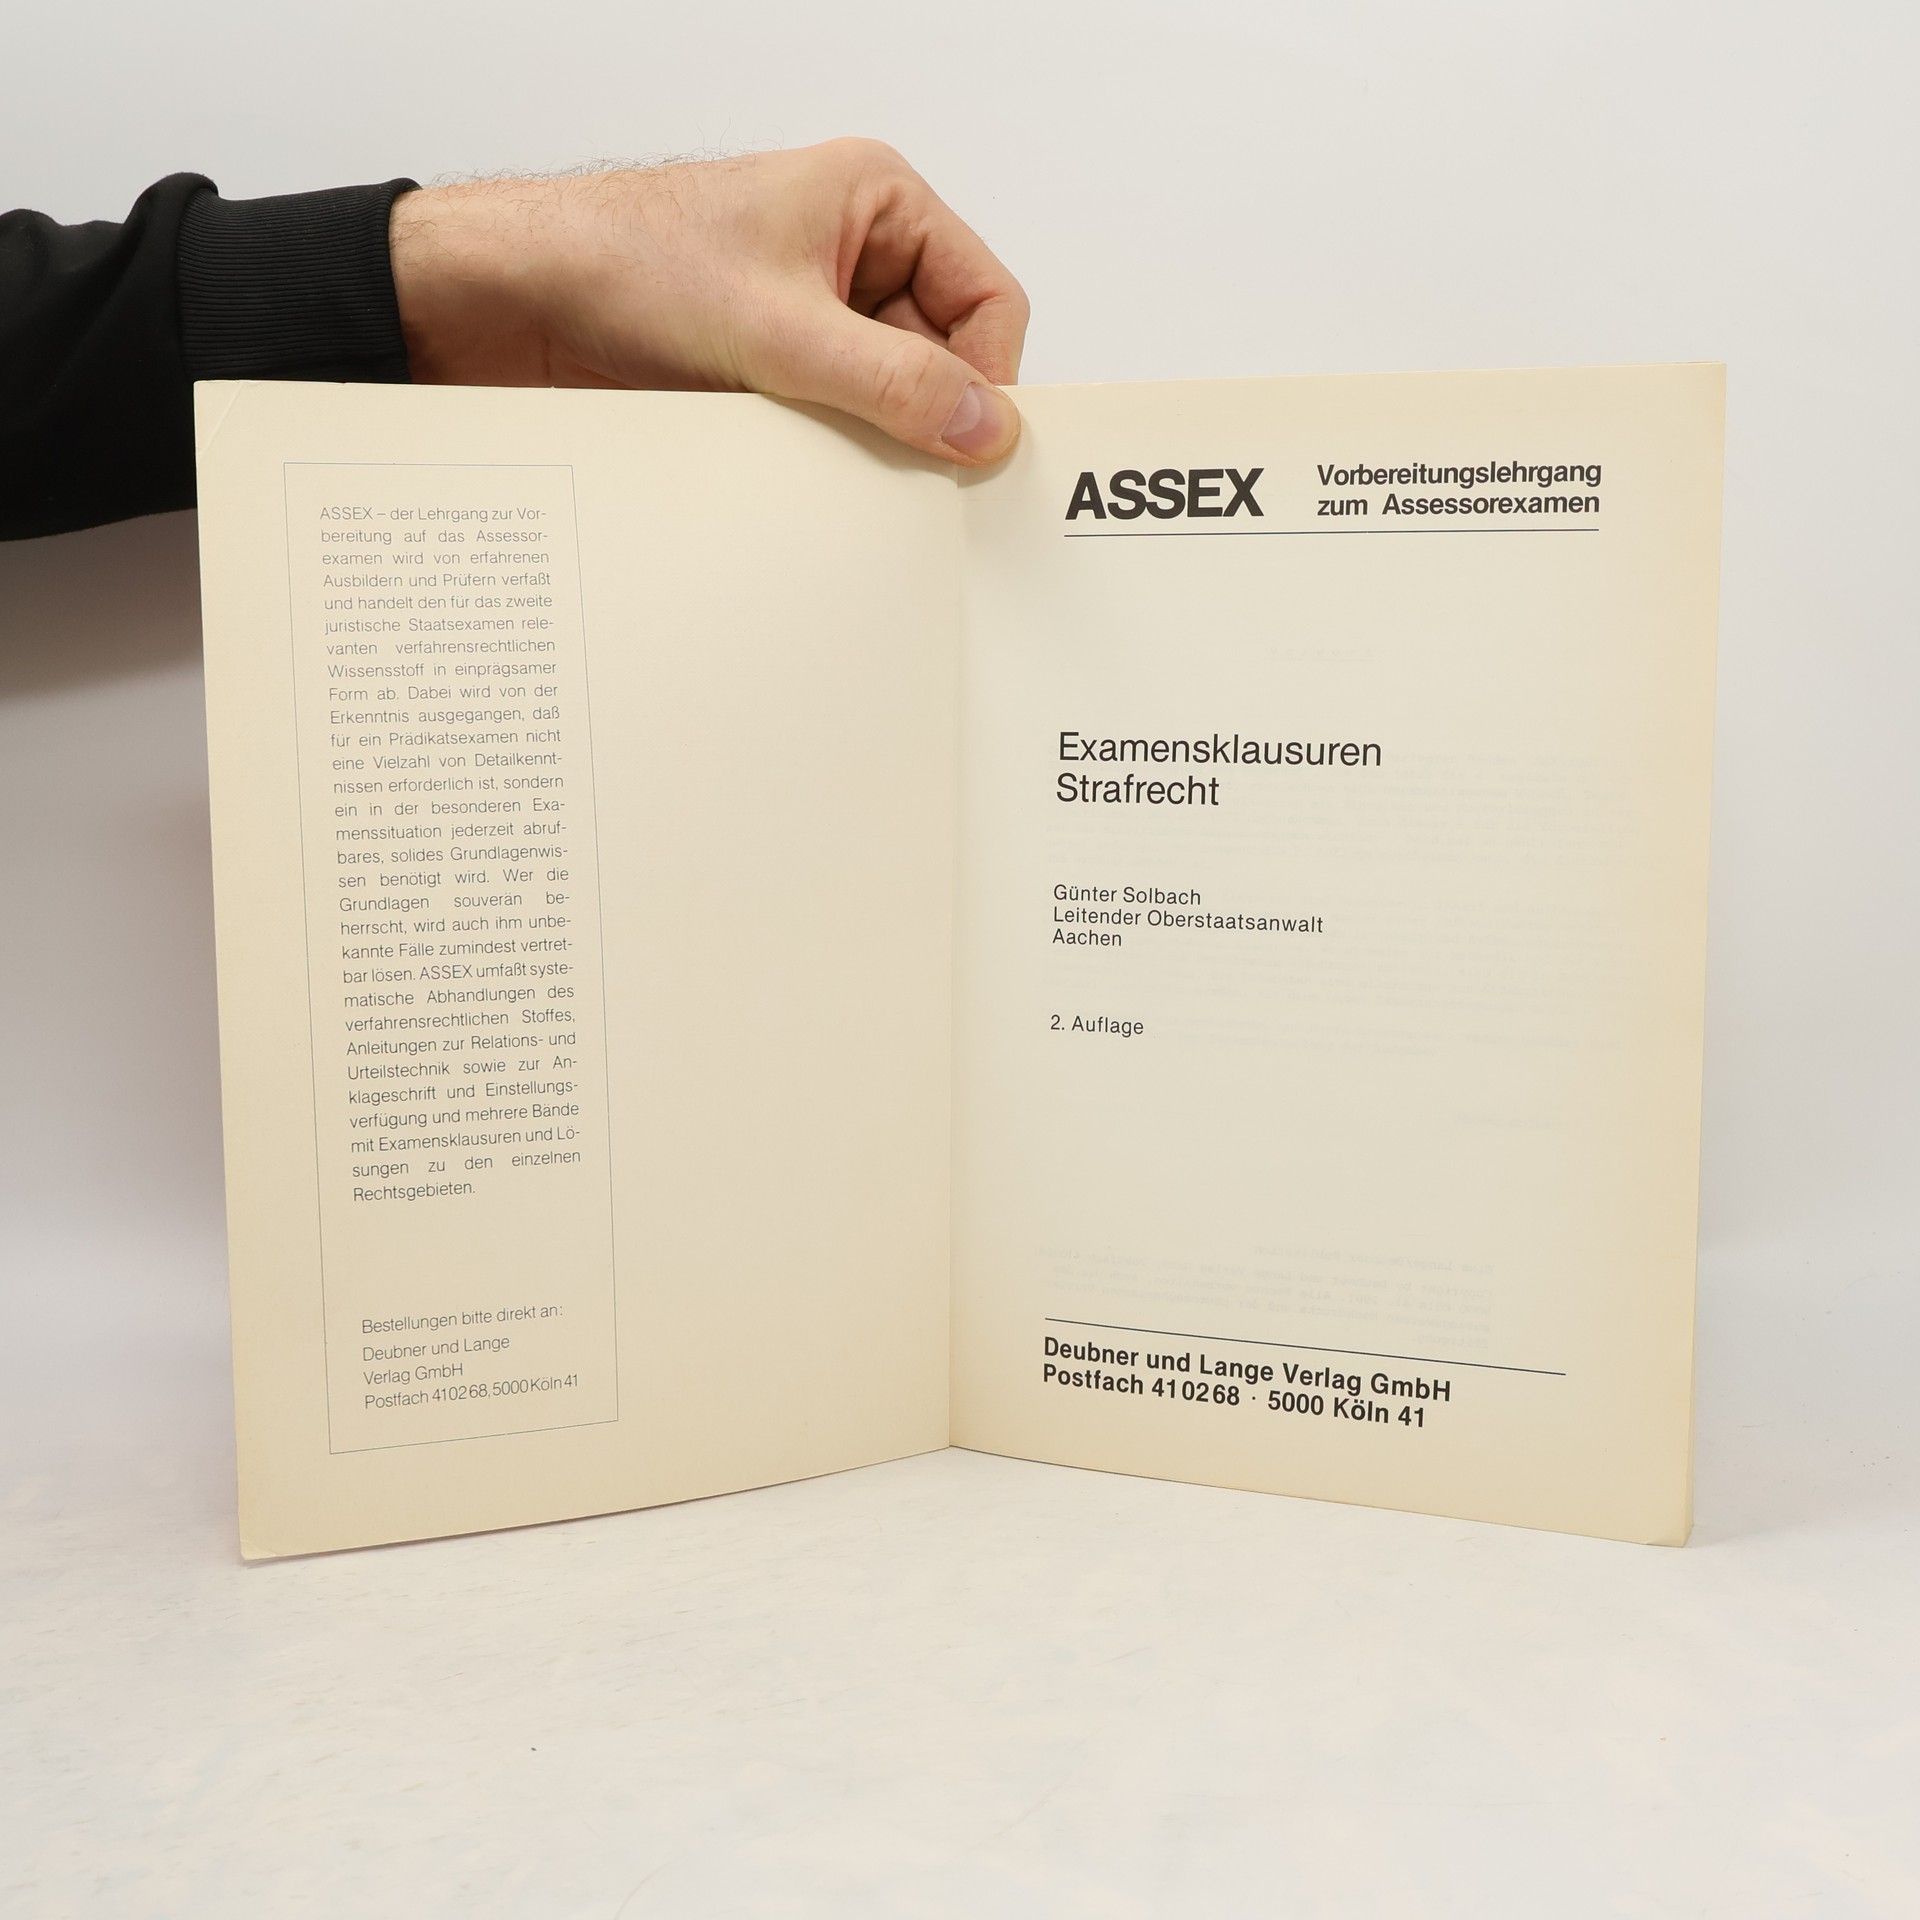 ASSEX – der Lehrgang zur Vor-
bereitung auf das Assessor-
examen wird von erfahrenen
Ausbildern und Prüfern verfaßt
und handelt den für das zweite
juristische Staatsexamen rele-
vanten verfahrensrechtlichen
Wissensstoff in einprägsamer
Form ab. Dabei wird von der
Erkenntnis ausgegangen, daß
für ein Prädikatsexamen nicht
eine Vielzahl von Detailkennt-
nissen erforderlich ist, sondern
ein in der besonderen Exa-
menssituation jederzeit abruf-
bares, solides Grundlagenwis-
sen benötigt wird. Wer die
Grundlagen souverän be-
herrscht, wird auch ihm unbe-
kannte Fälle zumindest vertret-
bar lösen. ASSEX umfaßt syste-
matische Abhandlungen des
verfahrensrechtlichen Stoffes,
Anleitungen zur Relations- und
Urteilstechnik sowie zur An-
klageschrift und Einstellungs-
verfügung und mehrere Bände
mit Examensklausuren und Lö-
sungen zu den einzelnen
Rechtsgebieten.
Bestellungen bitte direkt an:
Deubner und Lange
Verlag GmbH
Postfach 410268, 5000 Köln 41
ASSEX Vorbereitungslehrgang
zum Assessorexamen
Examensklausuren
Strafrecht
Günter Solbach
Leitender Oberstaatsanwalt
Aachen
2. Auflage
Deubner und Lange Verlag GmbH
Postfach 410268 · 5000 Köln 41